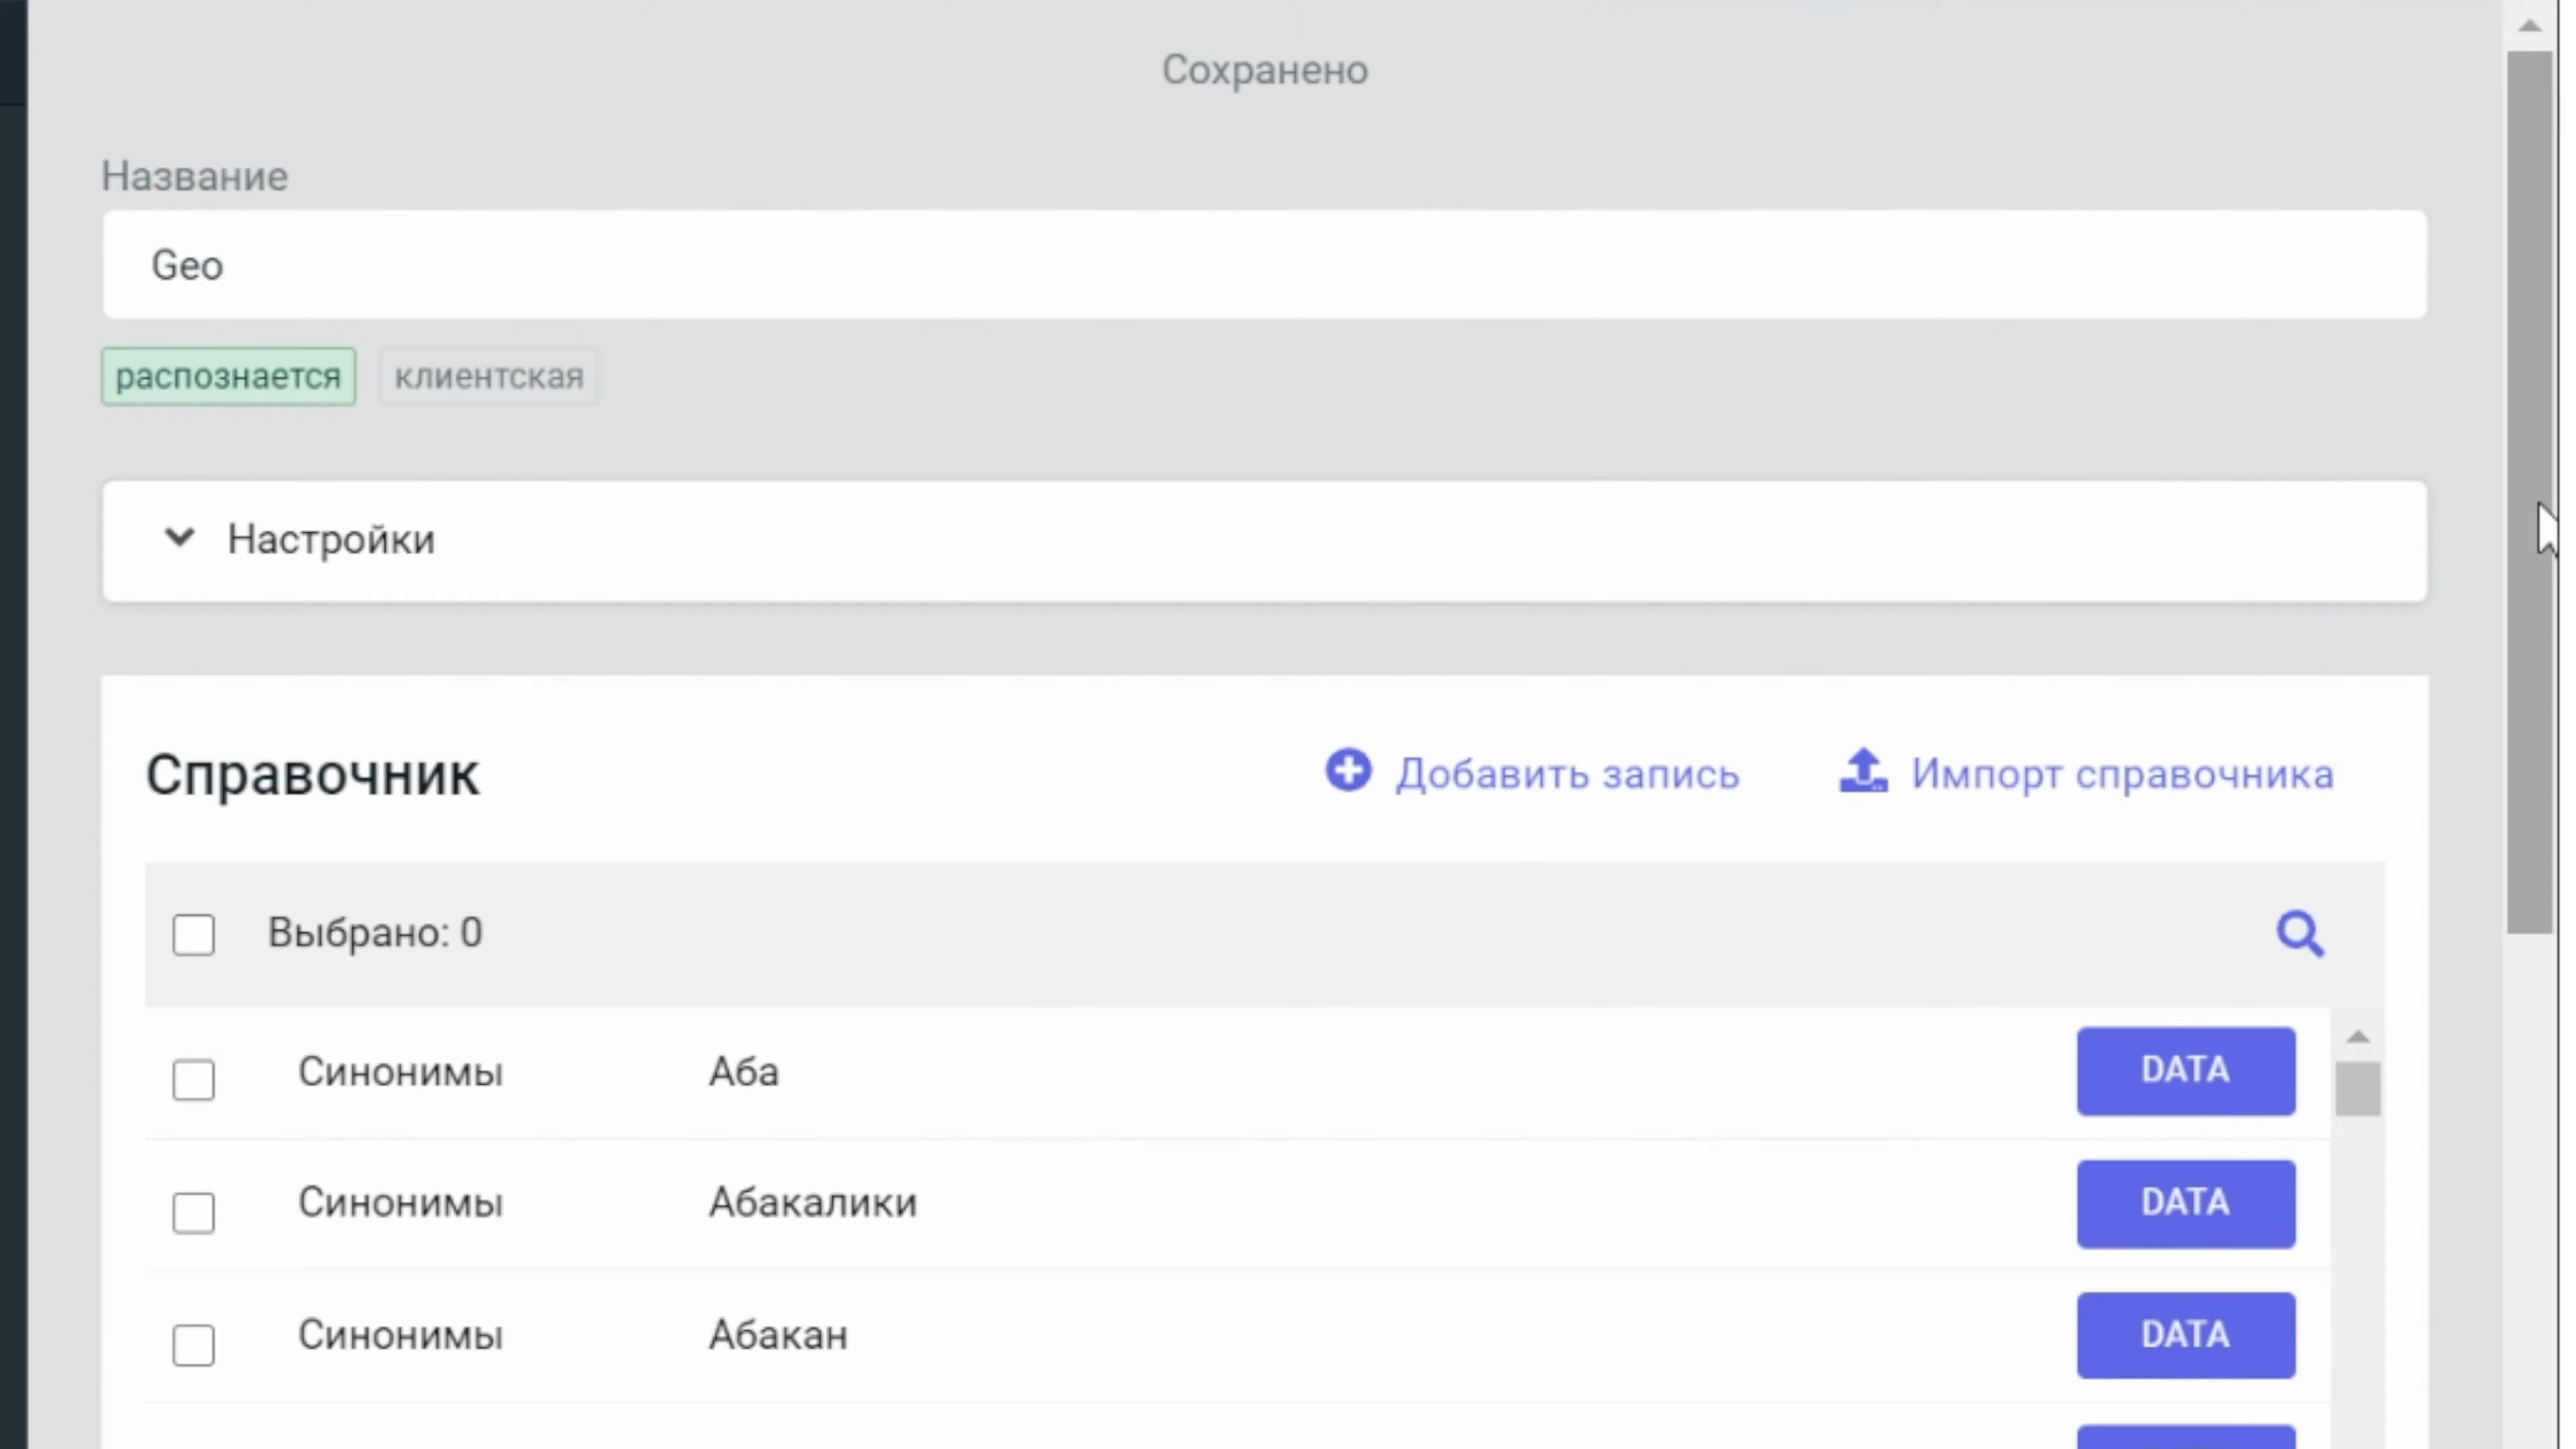 Сохранено
Название
Geo
распознается клиентская
Настройки
Справочник Добавить запись Импорт справочника
Выбрано: 0
Синонимы Аба DATA
Синонимы Абакалики DATA
Синонимы Абакан DATA